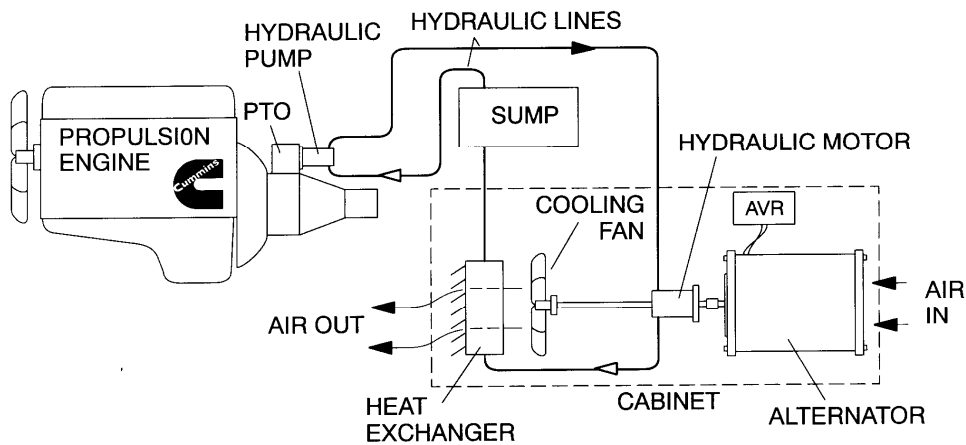 HYDRAULIC LINES
HYDRAULIC
PUMP
PTO
PROPULSION
ENGINE
Cummins
SUMP
HYDRAULIC MOTOR
COOLING
FAN
AVR
AIR OUT
AIR
IN
HEAT
EXCHANGER
CABINET
ALTERNATOR